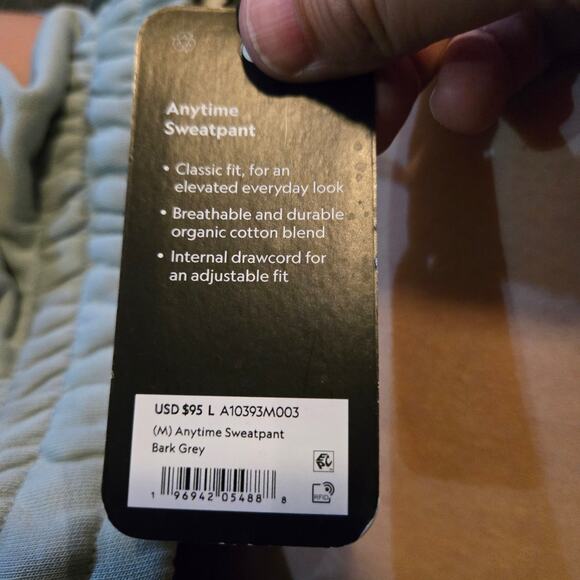 Anytime
Sweatpant
• Classic fit, for an
elevated everyday look
• Breathable and durable
organic cotton blend
• Internal drawcord for
an adjustable fit
USD $95 L A10393M003
(M) Anytime Sweatpant
Bark Grey
1 96942 05488 8
RFID